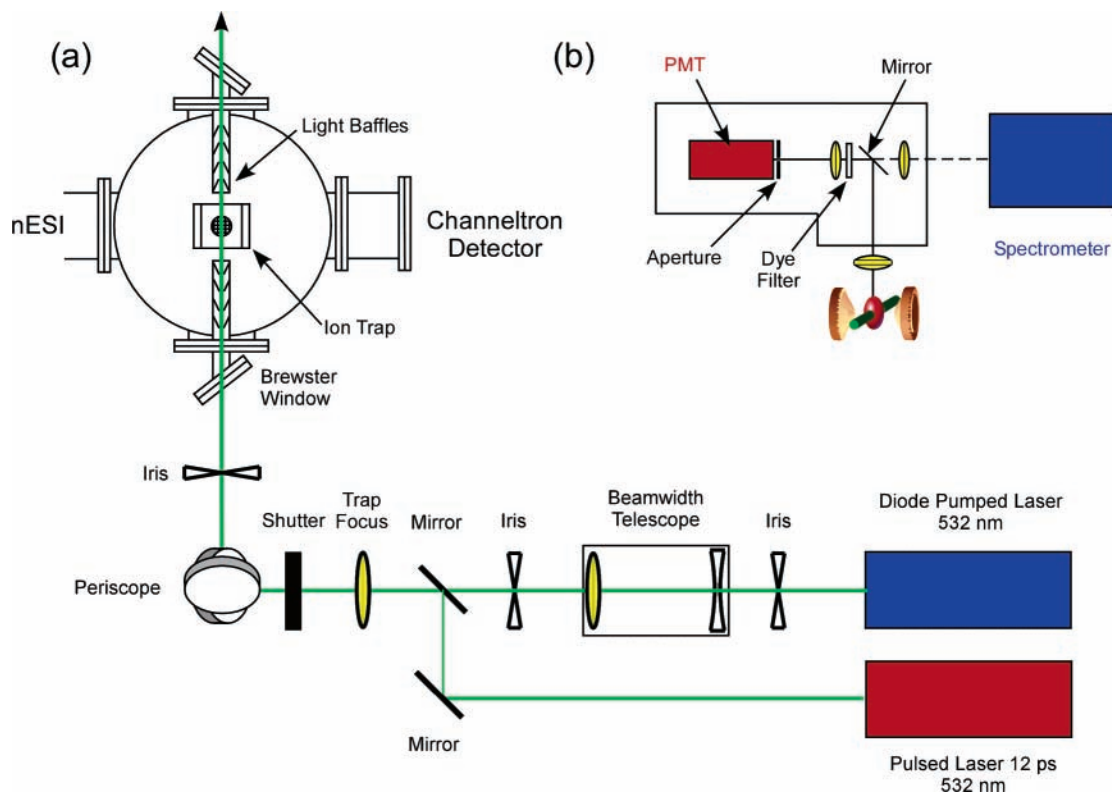 (a)
Light Baffles
nESI
Channeltron
Detector
Ion Trap
Brewster
Window
Iris
Periscope
Shutter
Trap
Focus
Mirror
Iris
Beamwidth
Telescope
Iris
Diode Pumped Laser
532 nm
Mirror
Pulsed Laser 12 ps
532 nm
(b)
PMT
Mirror
Aperture
Dye
Filter
Spectrometer